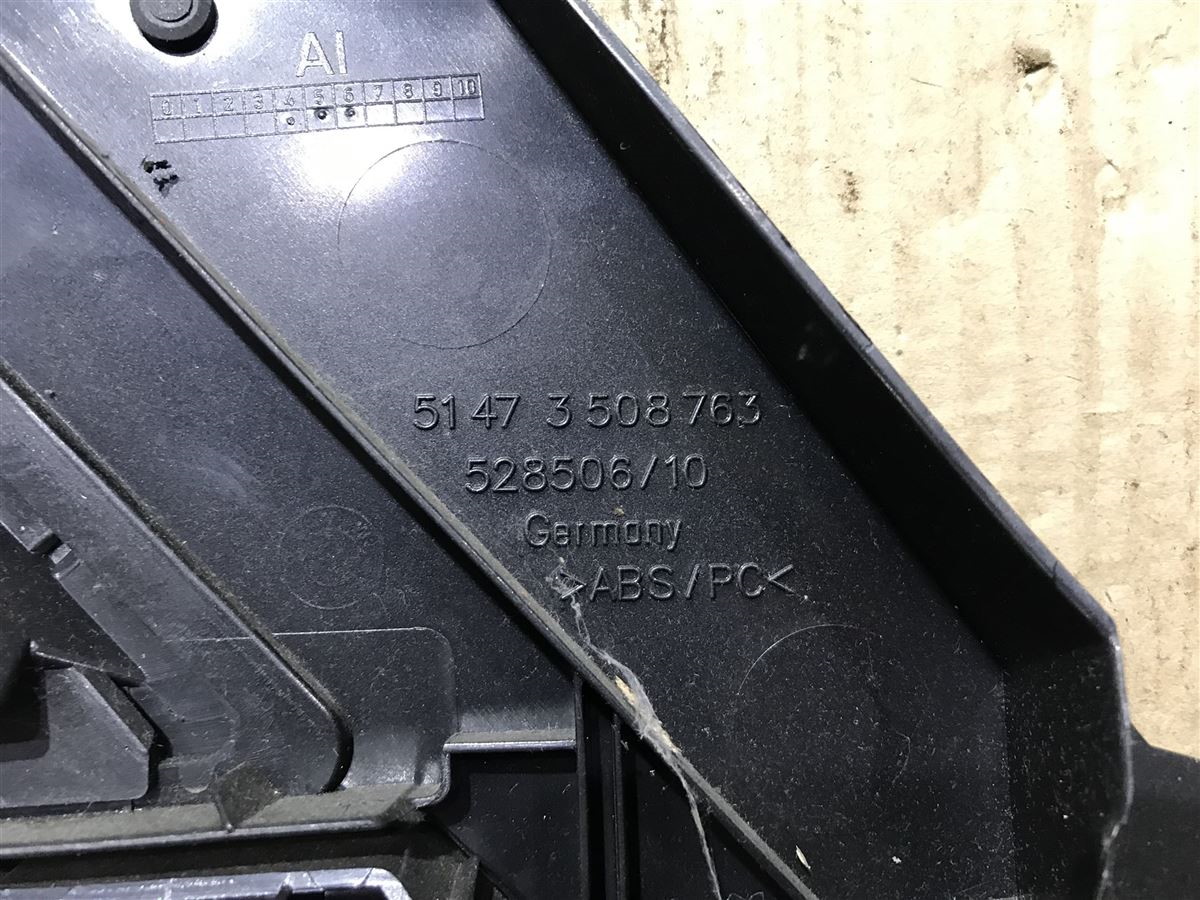 AI
0 1 2 3 4 5 6 7 8 9 10
51 47 3 508 763
528506/10
Germany
>ABS/PC<